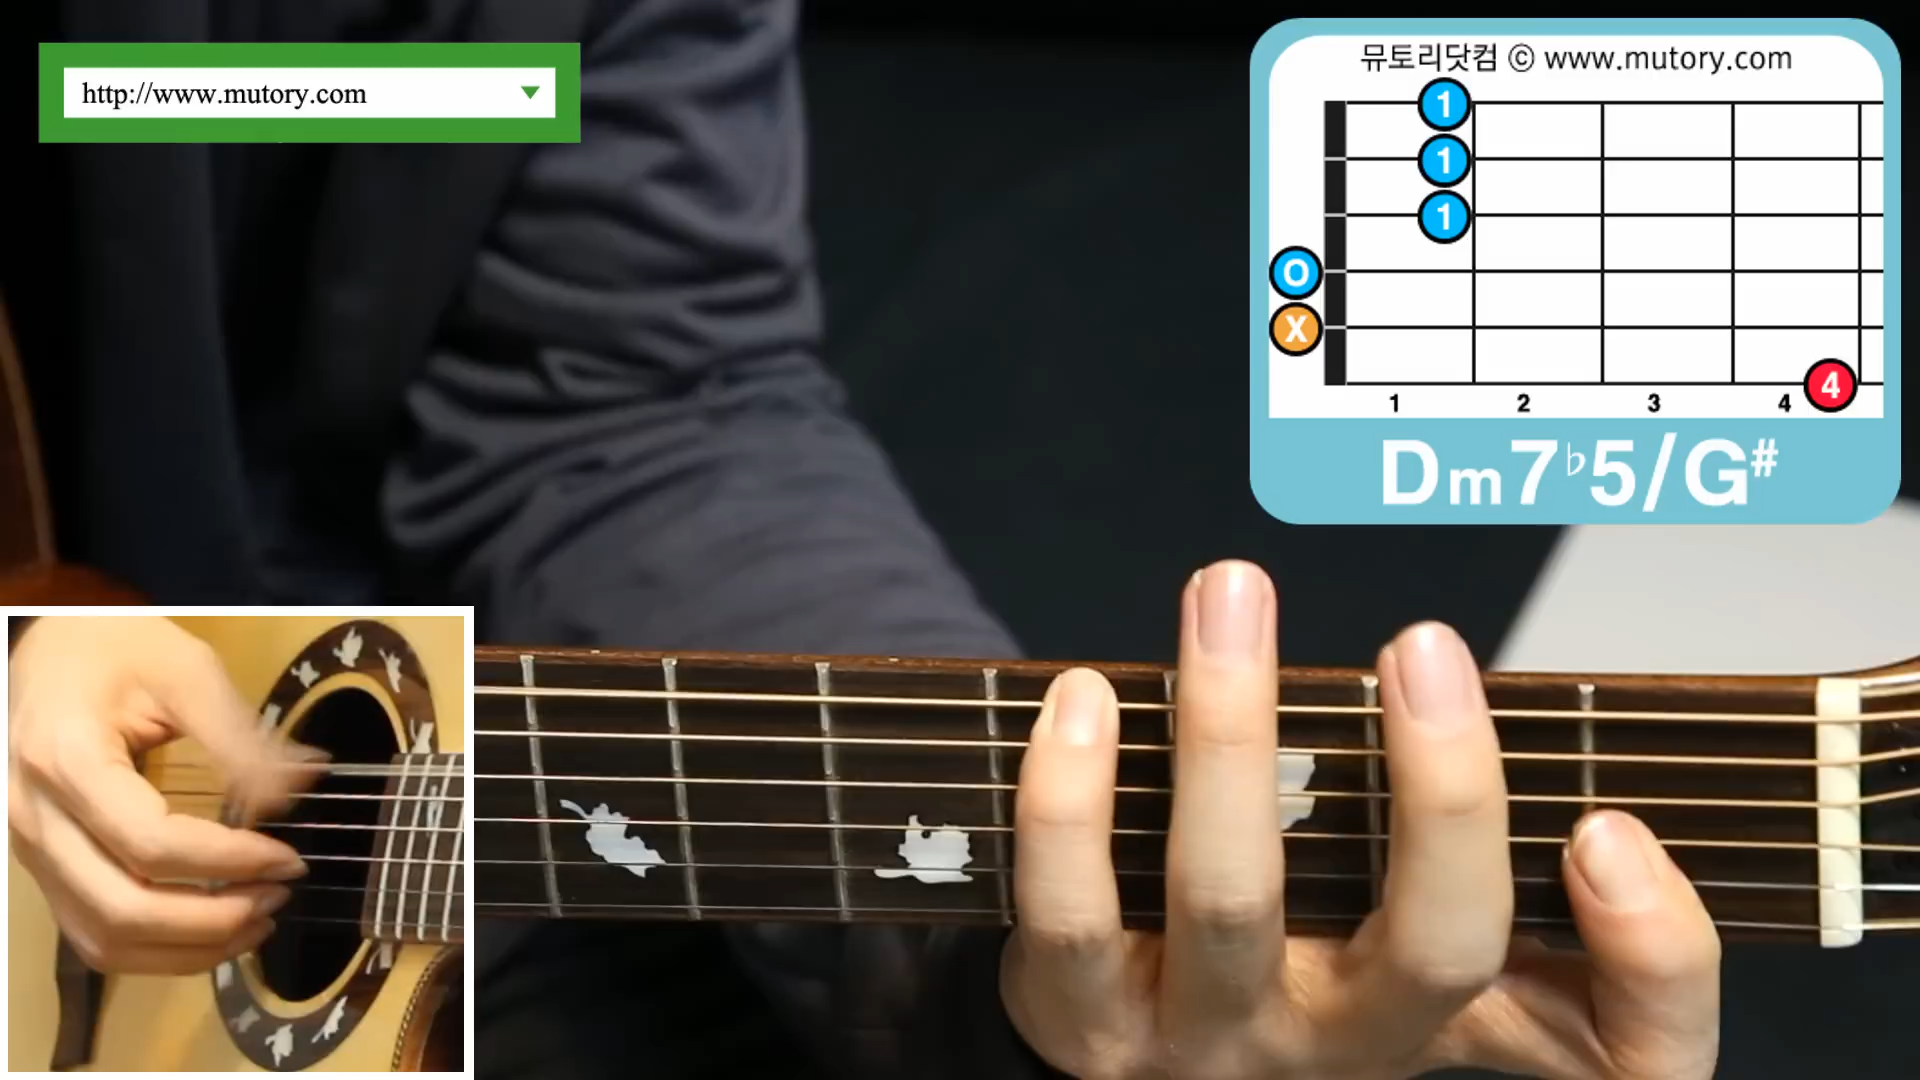 http://www.mutory.com
뮤토리닷컴 ⓒ www.mutory.com
1
1
1
O
X
4
1 2 3 4
Dm7♭5/G#